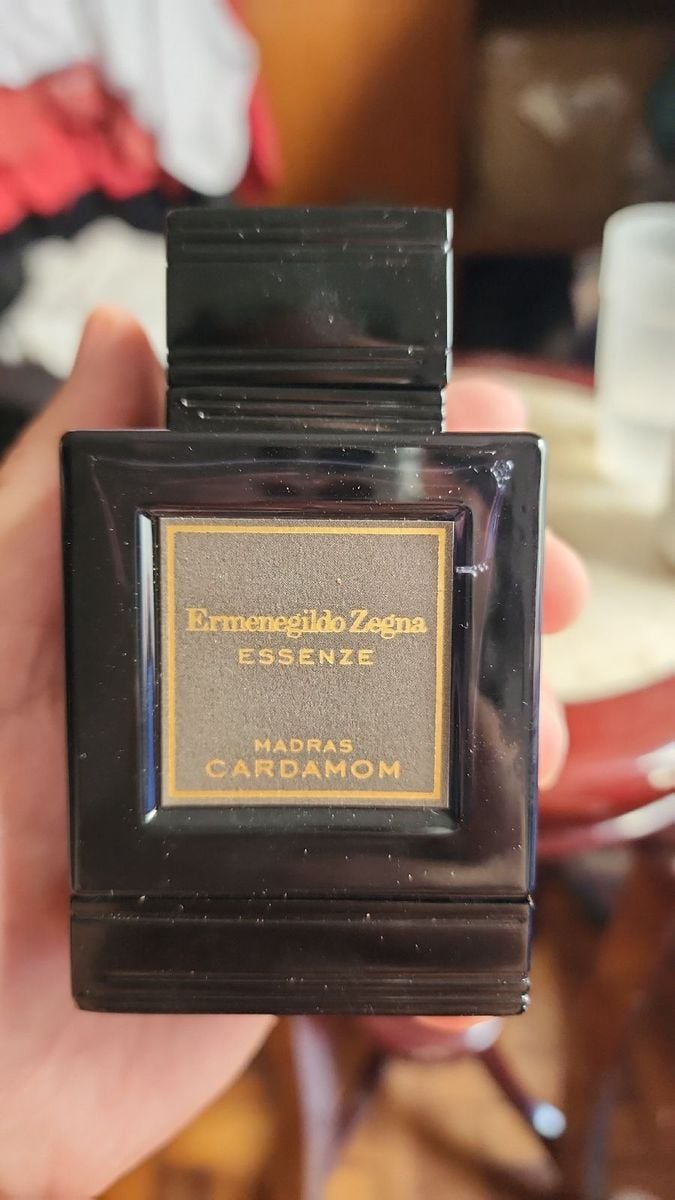 Ermenegildo Zegna
ESSENZE
MADRAS
CARDAMOM